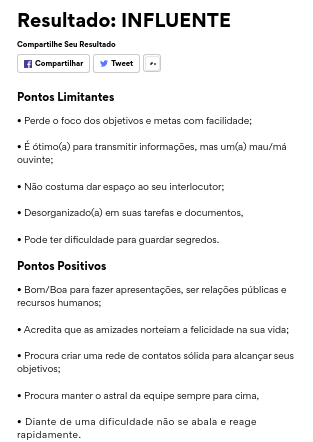 Resultado: INFLUENTE
Compartilhe Seu Resultado
Compartilhar Tweet
Pontos Limitantes
• Perde o foco dos objetivos e metas com facilidade;
• É ótimo(a) para transmitir informações, mas um(a) mau/má
ouvinte;
• Não costuma dar espaço ao seu interlocutor;
• Desorganizado(a) em suas tarefas e documentos,
• Pode ter dificuldade para guardar segredos.
Pontos Positivos
• Bom/Boa para fazer apresentações, ser relações públicas e
recursos humanos;
• Acredita que as amizades norteiam a felicidade na sua vida;
• Procura criar uma rede de contatos sólida para alcançar seus
objetivos;
• Procura manter o astral da equipe sempre para cima,
• Diante de uma dificuldade não se abala e reage
rapidamente.